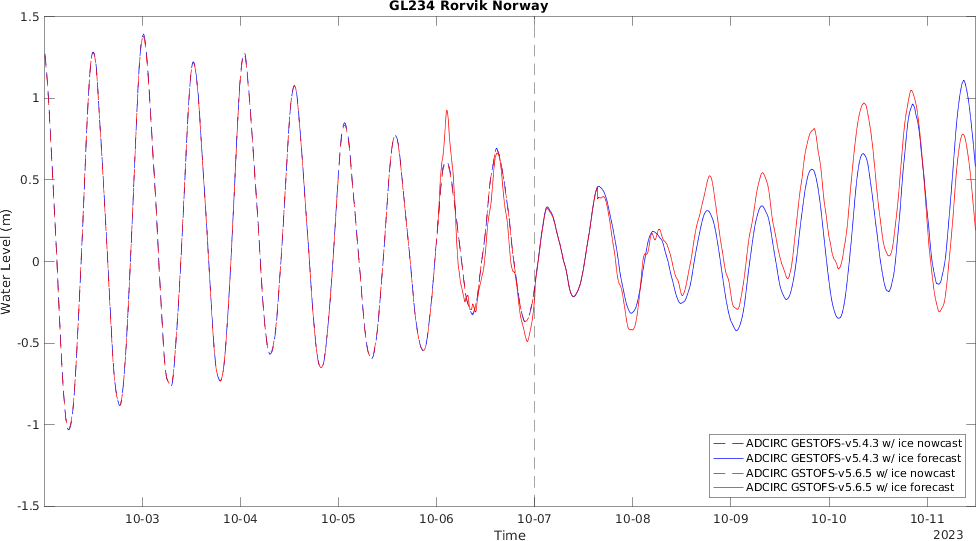 GL234 Rorvik Norway
1.5
1
0.5
0
-0.5
-1
-1.5
Water Level (m)
10-03 10-04 10-05 10-06 10-07 10-08 10-09 10-10 10-11
Time
2023
ADCIRC GESTOFS-v5.4.3 w/ ice nowcast
ADCIRC GESTOFS-v5.4.3 w/ ice forecast
ADCIRC GSTOFS-v5.6.5 w/ ice nowcast
ADCIRC GSTOFS-v5.6.5 w/ ice forecast